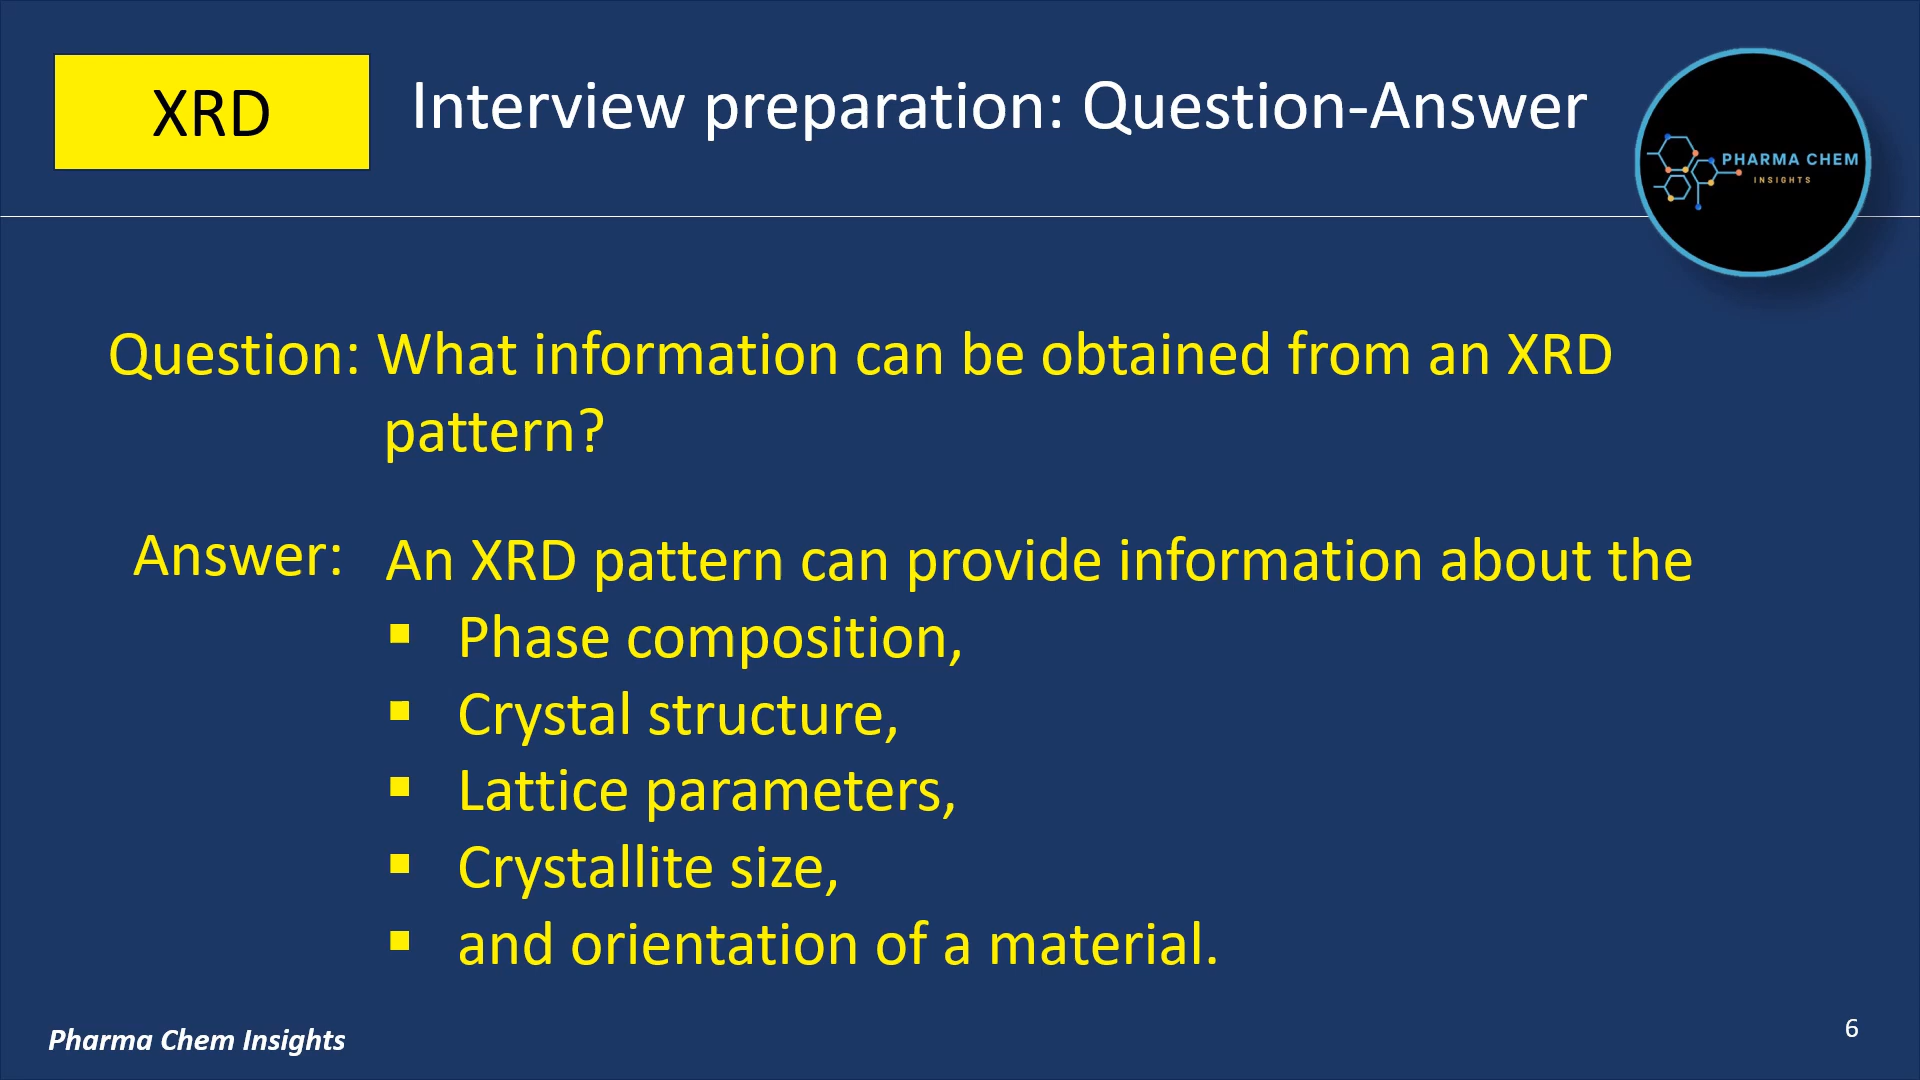 XRD
Interview preparation: Question-Answer
PHARMA CHEM
INSIGHTS
Question: What information can be obtained from an XRD
pattern?
Answer: An XRD pattern can provide information about the
▪ Phase composition,
▪ Crystal structure,
▪ Lattice parameters,
▪ Crystallite size,
▪ and orientation of a material.
Pharma Chem Insights
6